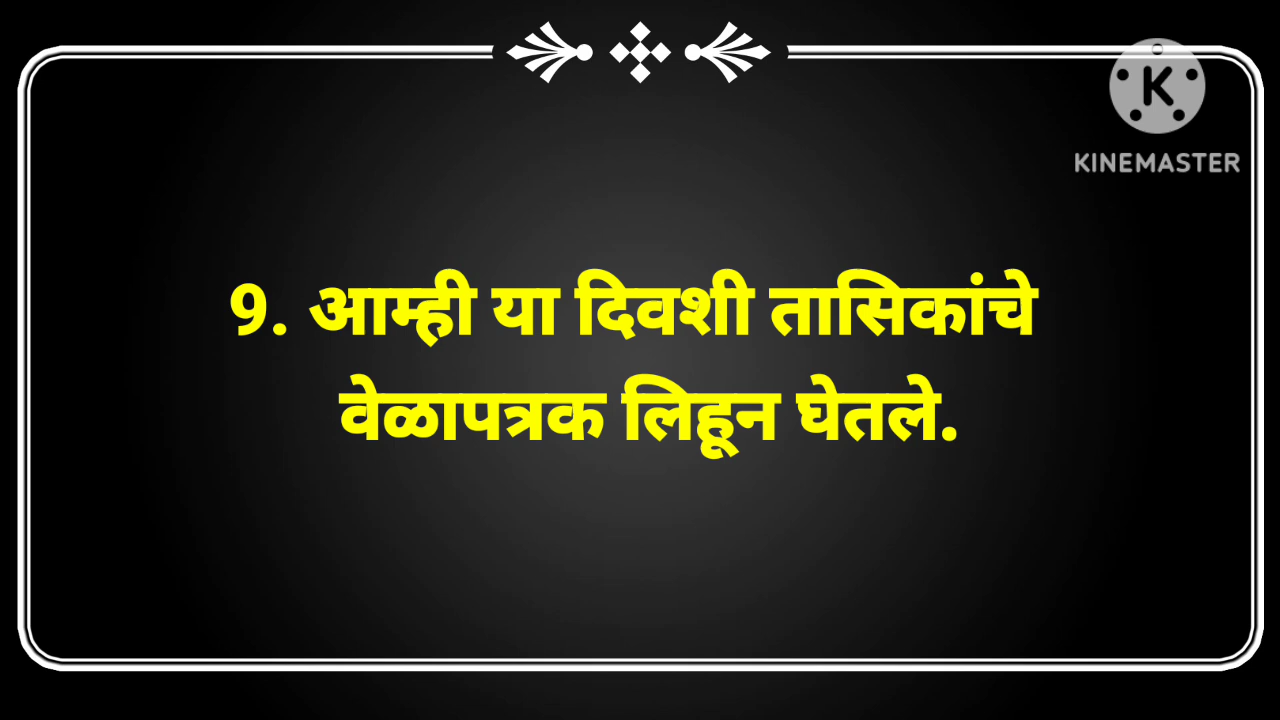 KINEMASTER
9. आम्ही या दिवशी तासिकांचे
वेळापत्रक लिहून घेतले.